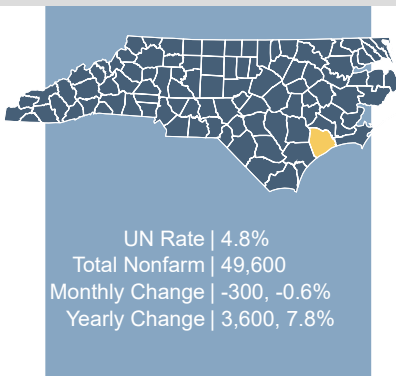 UN Rate | 4.8%
Total Nonfarm | 49,600
Monthly Change | -300, -0.6%
Yearly Change | 3,600, 7.8%